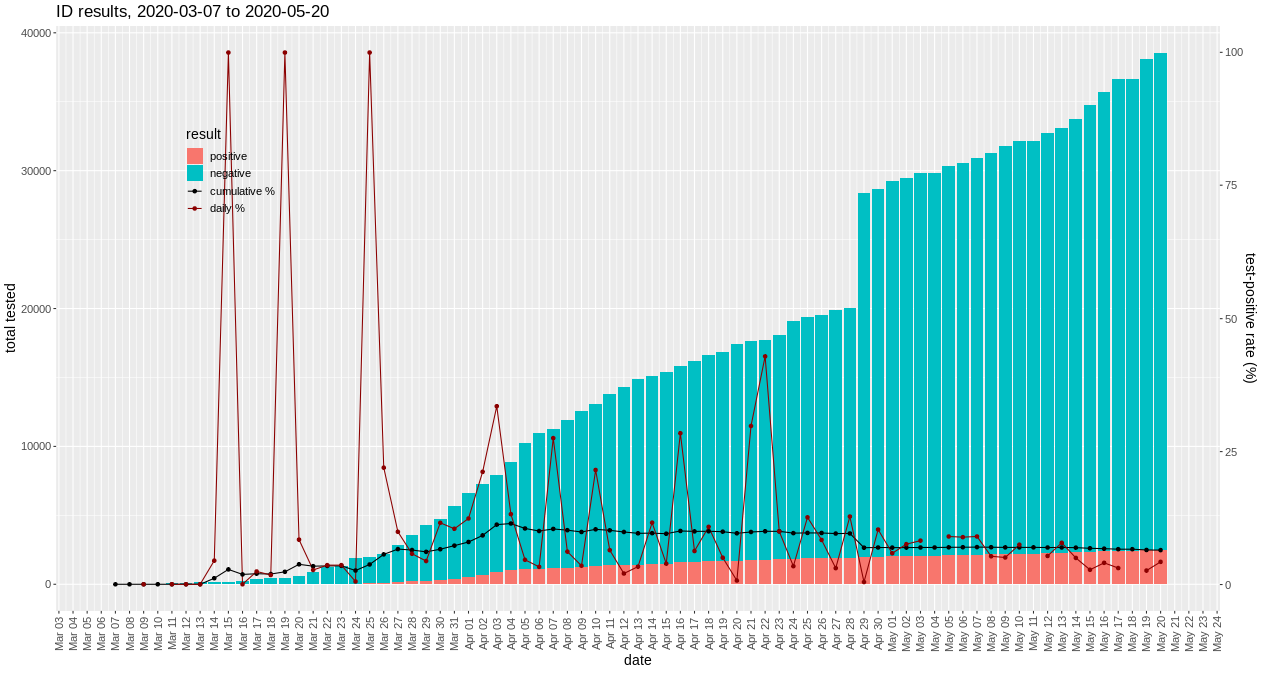 ID results, 2020-03-07 to 2020-05-20
total tested
40000
30000
20000
10000
0
result
positive
negative
cumulative %
daily %
100
75
50
25
0
test-positive rate (%)
Mar 03
Mar 04
Mar 05
Mar 06
Mar 07
Mar 08
Mar 09
Mar 10
Mar 11
Mar 12
Mar 13
Mar 14
Mar 15
Mar 16
Mar 17
Mar 18
Mar 19
Mar 20
Mar 21
Mar 22
Mar 23
Mar 24
Mar 25
Mar 26
Mar 27
Mar 28
Mar 29
Mar 30
Mar 31
Apr 01
Apr 02
Apr 03
Apr 04
Apr 05
Apr 06
Apr 07
Apr 08
Apr 09
Apr 10
Apr 11
Apr 12
Apr 13
Apr 14
Apr 15
Apr 16
Apr 17
Apr 18
Apr 19
Apr 20
Apr 21
Apr 22
Apr 23
Apr 24
Apr 25
Apr 26
Apr 27
Apr 28
Apr 29
Apr 30
May 01
May 02
May 03
May 04
May 05
May 06
May 07
May 08
May 09
May 10
May 11
May 12
May 13
May 14
May 15
May 16
May 17
May 18
May 19
May 20
May 21
May 22
May 23
May 24
date